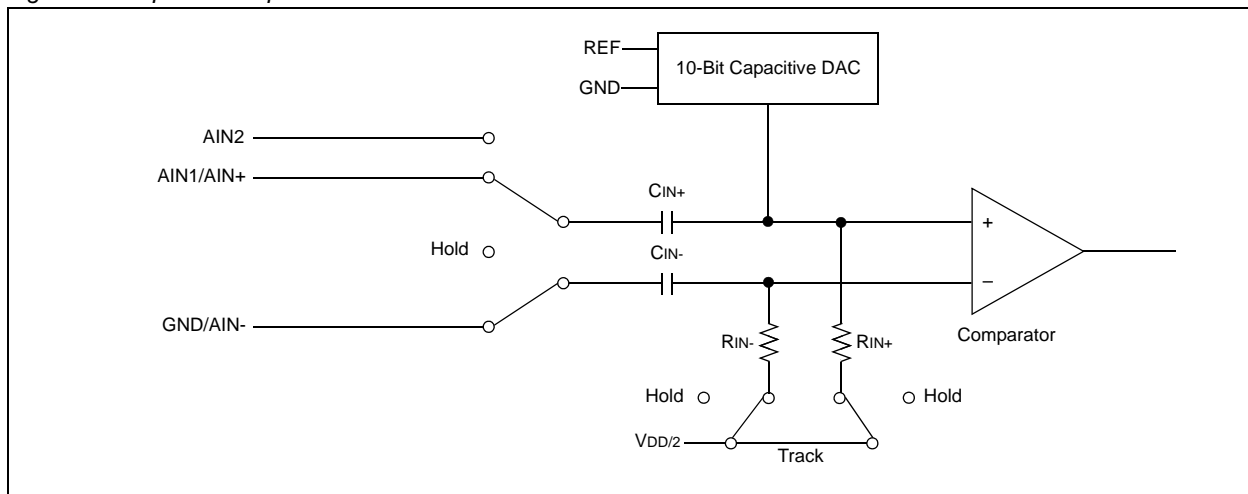 REF
10-Bit Capacitive DAC
GND
AIN2
AIN1/AIN+
CIN+
+
Hold
CIN-
−
GND/AIN-
RIN-
RIN+
Comparator
Hold
Hold
VDD/2
Track